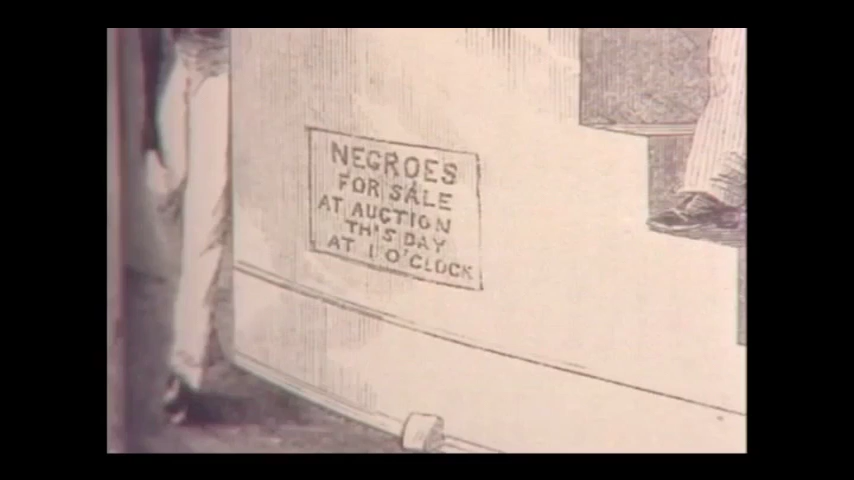 NEGROES
FOR SALE
AT AUCTION
THIS DAY
AT 1 O'CLOCK